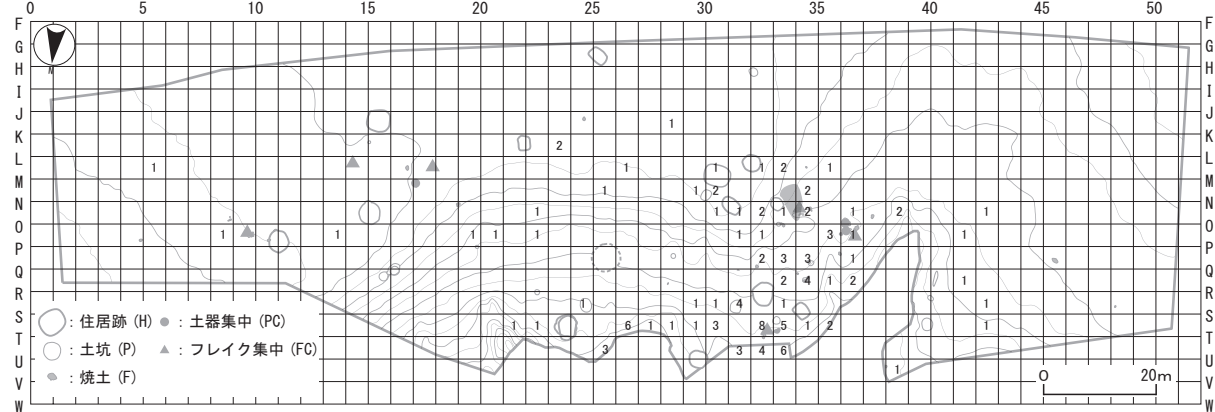 0 5 10 15 20 25 30 35 40 45 50
F F
G G
H H
N
I I
J J
1
K K
2
L L
1 1 1 1 2 1
M M
1 1 2 2
N N
1 1 1 2 1 2 1 2 1
O O
1 1 1 1 1 1 1 3 1 1
P P
2 3 3 1
Q Q
2 4 1 2 1
R R
1 1 1 4 1 1
S S
：住居跡 (H) ：土器集中 (PC)
1 1 6 1 1 1 3 8 5 1 2 1
T T
：土坑 (P) ：フレイク集中 (FC)
3 3 4 6
U U
1
：焼土 (F)
0 20m
V V
W W